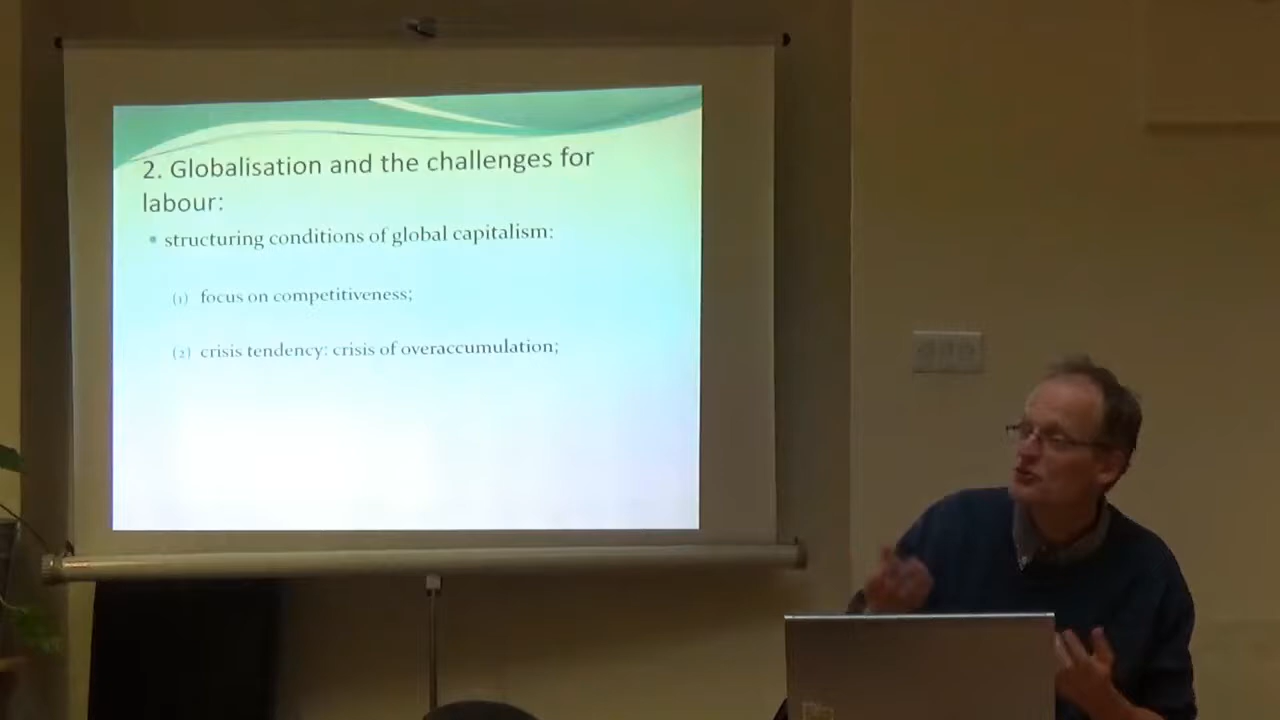 2. Globalisation and the challenges for
labour:
• structuring conditions of global capitalism:
(1) focus on competitiveness;
(2) crisis tendency: crisis of overaccumulation;